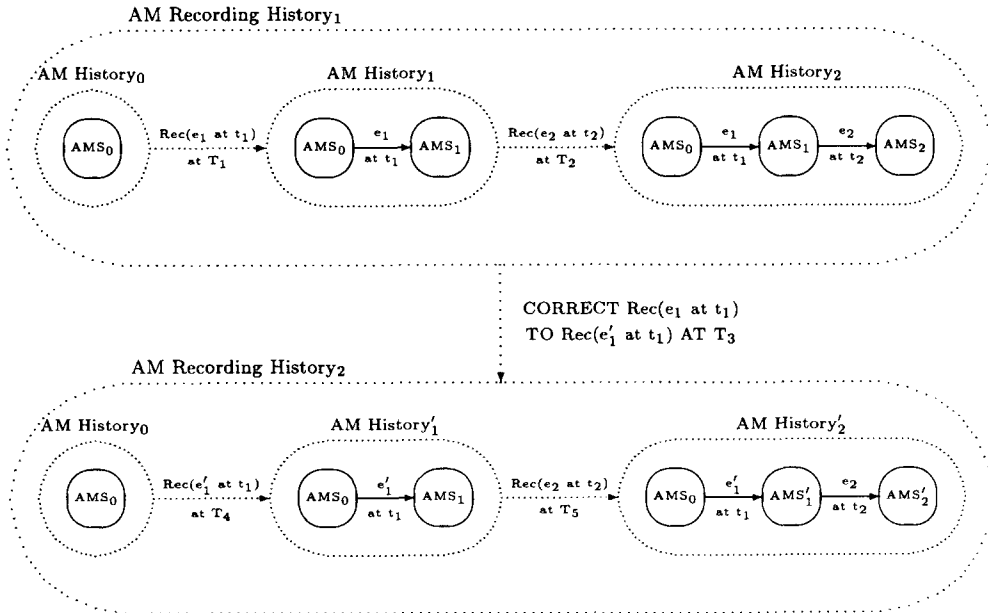 AM Recording History₁
AM History₀
AM History₁
AM History₂
AMS₀
Rec(e₁ at t₁)
at T₁
AMS₀
e₁
at t₁
AMS₁
Rec(e₂ at t₂)
at T₂
AMS₀
e₁
at t₁
AMS₁
e₂
at t₂
AMS₂
CORRECT Rec(e₁ at t₁)
TO Rec(e′₁ at t₁) AT T₃
AM Recording History₂
AM History₀
AM History′₁
AM History′₂
AMS₀
Rec(e′₁ at t₁)
at T₄
AMS₀
e′₁
at t₁
AMS₁
Rec(e₂ at t₂)
at T₅
AMS₀
e′₁
at t₁
AMS′₁
e₂
at t₂
AMS′₂